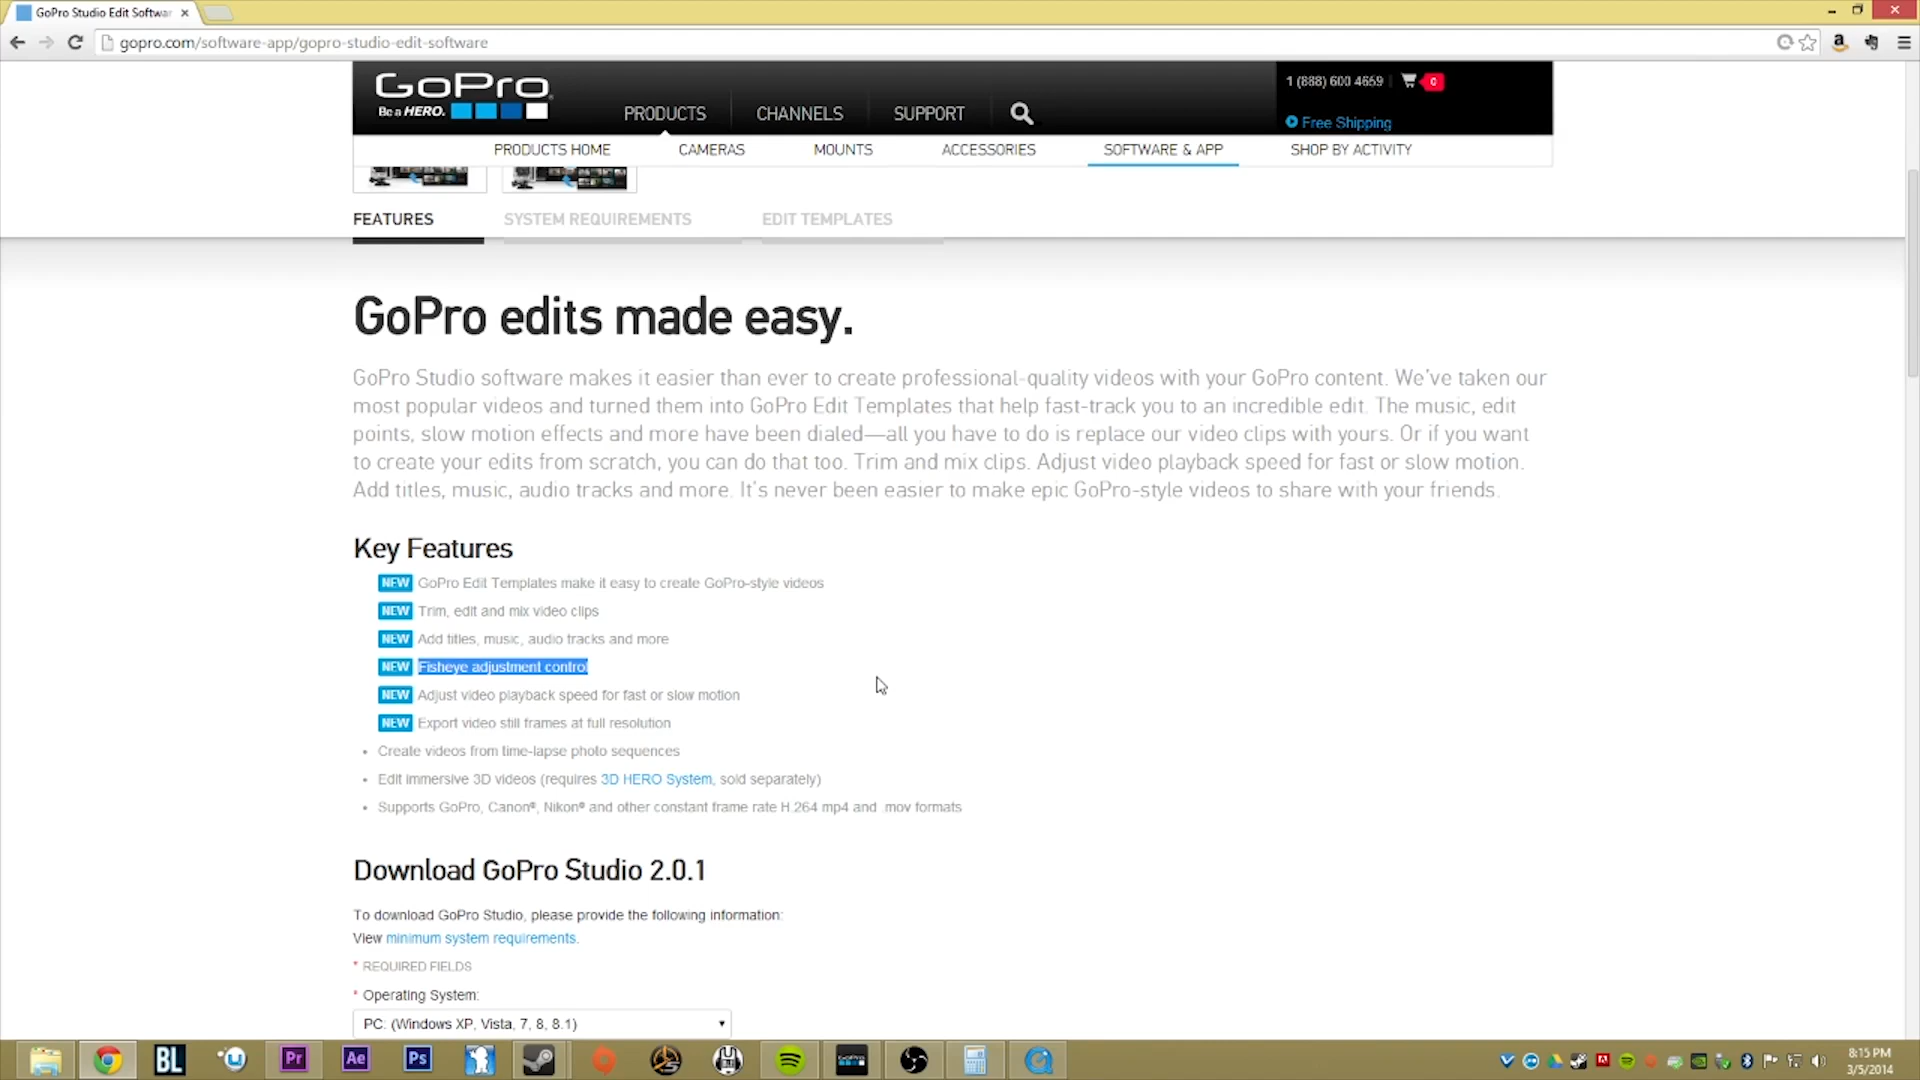 GoPro Studio Edit Softwar
gopro.com/software-app/gopro-studio-edit-software
GoPro
Be a HERO.
PRODUCTS
CHANNELS
SUPPORT
1 (888) 600 4659
0
Free Shipping
PRODUCTS HOME
CAMERAS
MOUNTS
ACCESSORIES
SOFTWARE & APP
SHOP BY ACTIVITY
FEATURES
SYSTEM REQUIREMENTS
EDIT TEMPLATES
GoPro edits made easy.
GoPro Studio software makes it easier than ever to create professional-quality videos with your GoPro content. We've taken our
most popular videos and turned them into GoPro Edit Templates that help fast-track you to an incredible edit. The music, edit
points, slow motion effects and more have been dialed—all you have to do is replace our video clips with yours. Or if you want
to create your edits from scratch, you can do that too. Trim and mix clips. Adjust video playback speed for fast or slow motion.
Add titles, music, audio tracks and more. It's never been easier to make epic GoPro-style videos to share with your friends.
Key Features
NEW GoPro Edit Templates make it easy to create GoPro-style videos
NEW Trim, edit and mix video clips
NEW Add titles, music, audio tracks and more
NEW Fisheye adjustment control
NEW Adjust video playback speed for fast or slow motion
NEW Export video still frames at full resolution
• Create videos from time-lapse photo sequences
• Edit immersive 3D videos (requires 3D HERO System, sold separately)
• Supports GoPro, Canon®, Nikon® and other constant frame rate H.264 mp4 and .mov formats
Download GoPro Studio 2.0.1
To download GoPro Studio, please provide the following information:
View minimum system requirements.
* REQUIRED FIELDS
* Operating System:
PC: (Windows XP, Vista, 7, 8, 8.1)
BL
Pr
Ae
Ps
GoPro
8:15 PM
3/5/2014